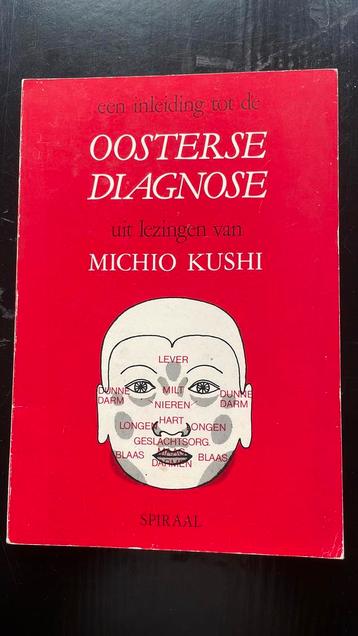 een inleiding tot de
OOSTERSE
DIAGNOSE
uit lezingen van
MICHIO KUSHI
LEVER
DUNNE DARM
MILT
DUNNE DARM
NIEREN
HART
LONGEN
LONGEN
GESLACHTSORG.
BLAAS
BLAAS
DARMEN
SPIRAAL